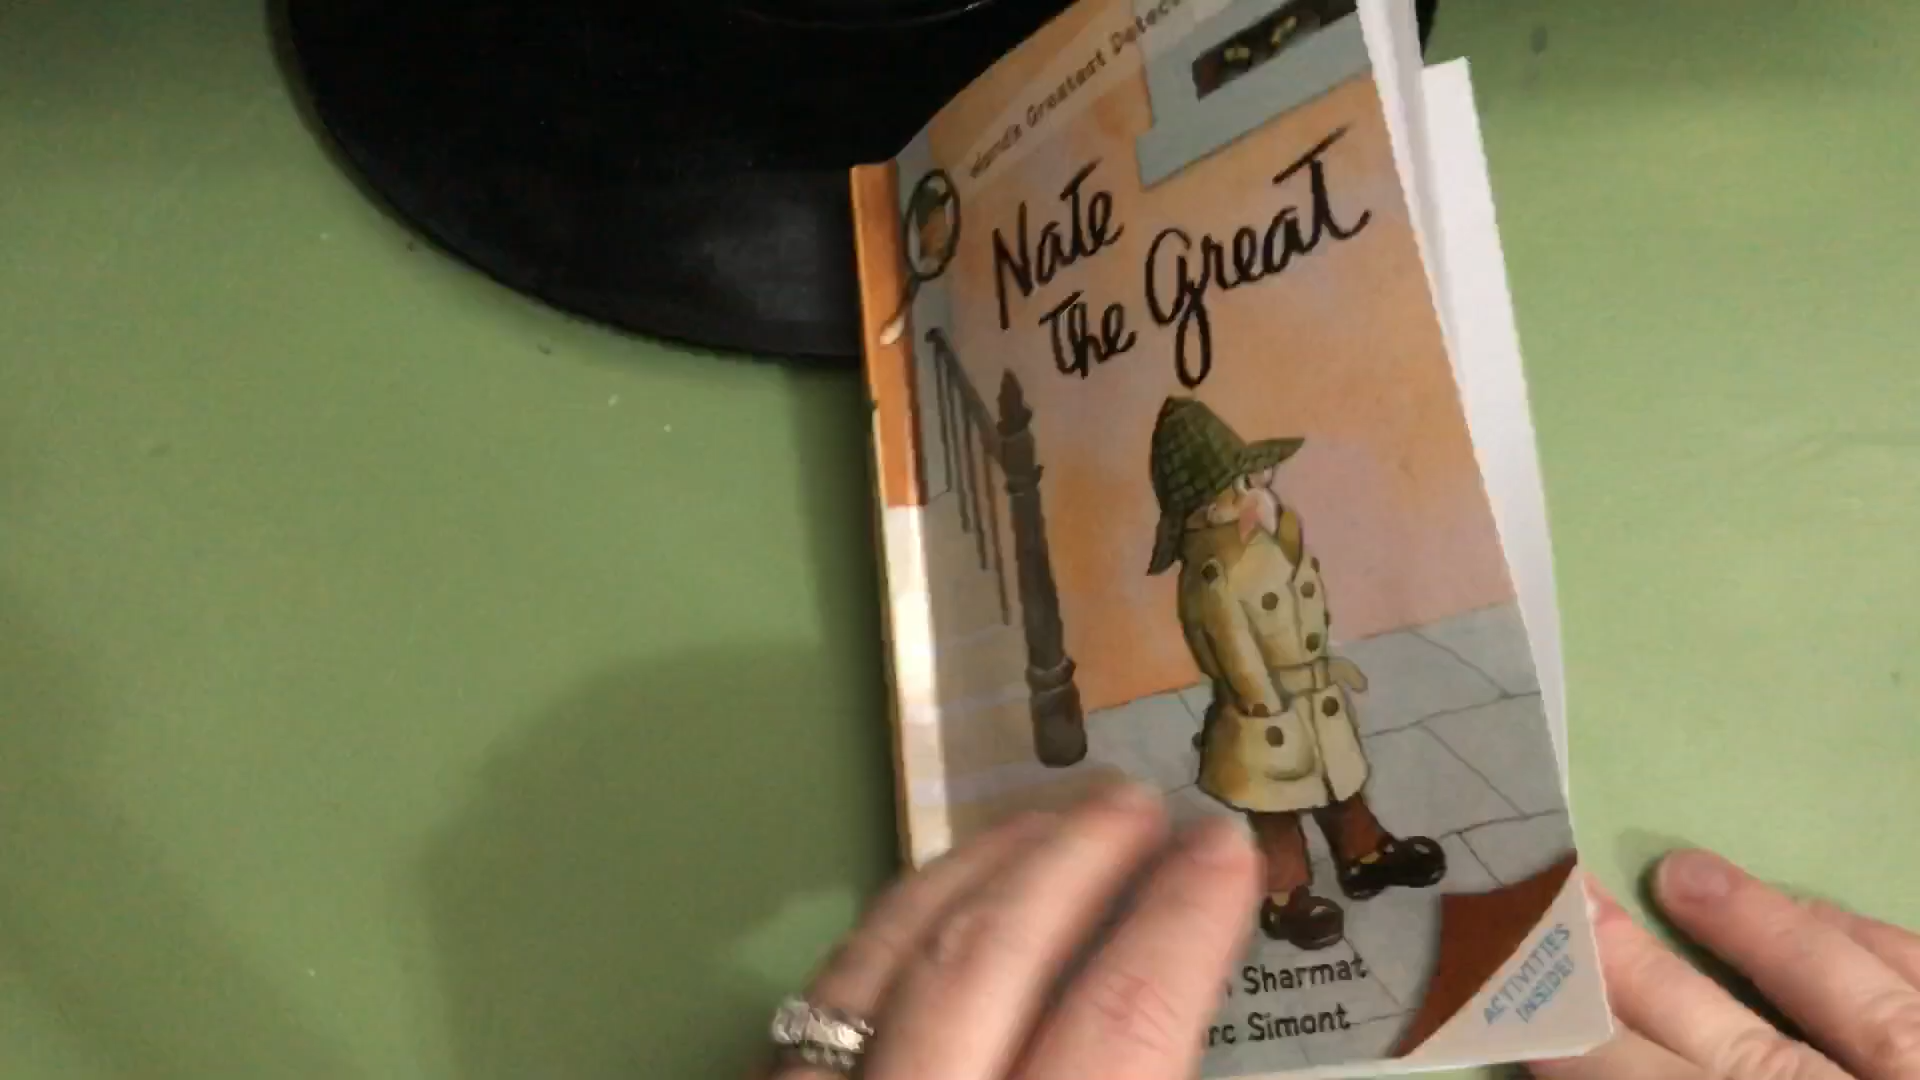 World's Greatest Detec
Nate
the Great
Sharmat
rc Simont
ACTIVITIES
INSIDE!